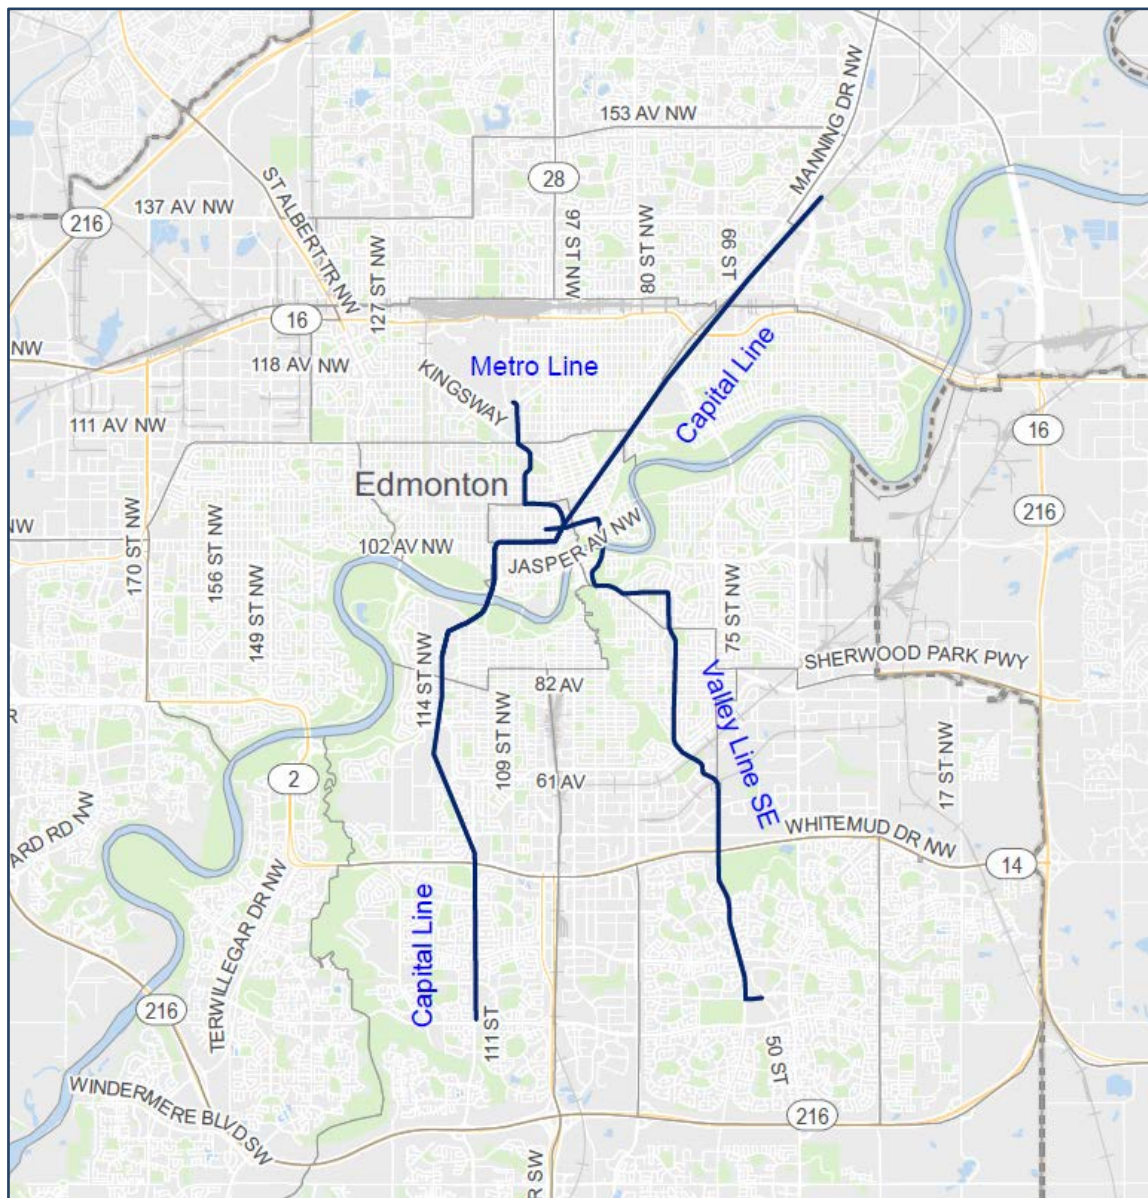 153 AV NW
MANNING DR NW
28
ST ALBERT TR NW
216
137 AV NW
97 ST NW
80 ST NW
66 ST
127 ST NW
16
NW
118 AV NW
Metro Line
KINGSWAY
Capital Line
111 AV NW
16
Edmonton
216
NW
170 ST NW
156 ST NW
102 AV NW
JASPER AV NW
149 ST NW
75 ST NW
114 ST NW
SHERWOOD PARK PWY
82 AV
R
109 ST NW
Valley Line SE
17 ST NW
2
61 AV
ARD RD NW
WHITEMUD DR NW
14
TERWILLEGAR DR NW
Capital Line
216
111 ST
50 ST
WINDERMERE BLVD SW
216
R SW